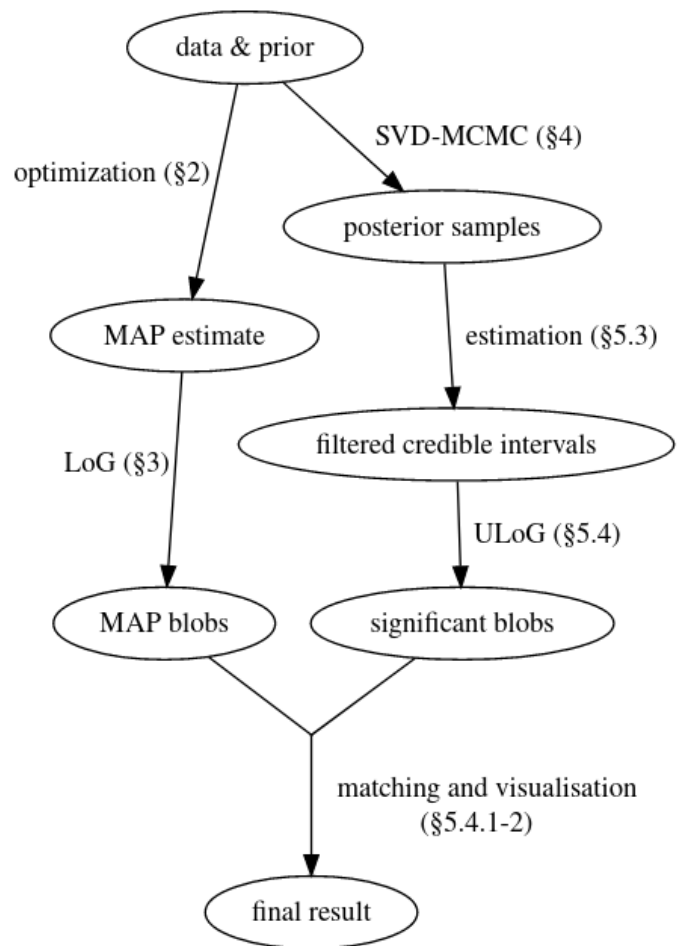 data & prior
SVD-MCMC (§4)
optimization (§2)
posterior samples
MAP estimate
estimation (§5.3)
filtered credible intervals
LoG (§3)
ULoG (§5.4)
MAP blobs
significant blobs
matching and visualisation
(§5.4.1-2)
final result